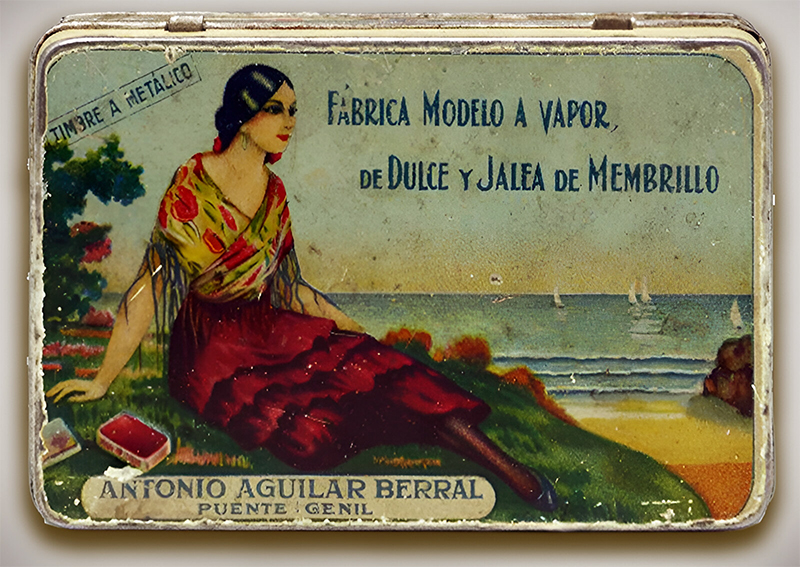 TIMBRE A METÁLICO
FÁBRICA MODELO A VAPOR,
DE DULCE Y JALEA DE MEMBRILLO
ANTONIO AGUILAR BERRAL
PUENTE GENIL